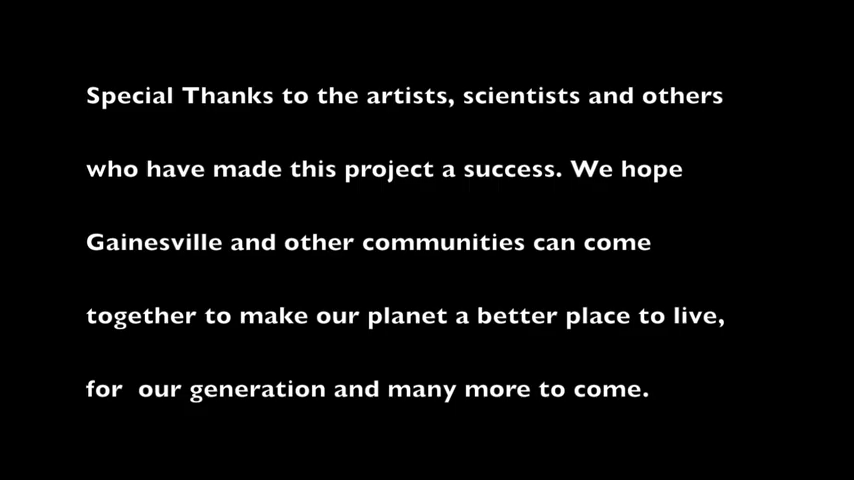 Special Thanks to the artists, scientists and others
who have made this project a success. We hope
Gainesville and other communities can come
together to make our planet a better place to live,
for  our generation and many more to come.